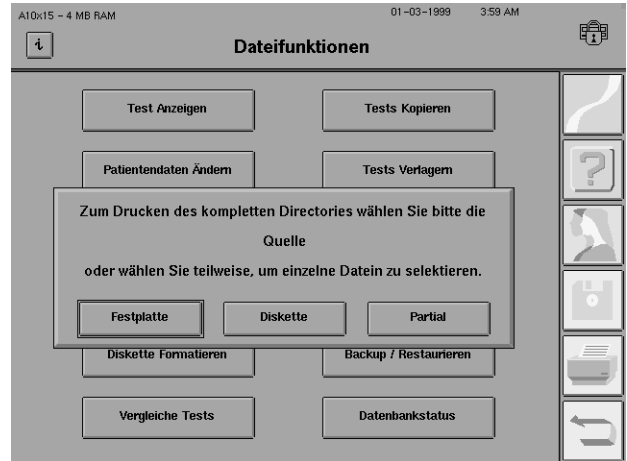 A10x15 - 4 MB RAM
01-03-1999 3:59 AM
i
Dateifunktionen
Test Anzeigen
Tests Kopieren
Patientendaten Ändern
Tests Verlagern
Zum Drucken des kompletten Directories wählen Sie bitte die
Quelle
oder wählen Sie teilweise, um einzelne Datein zu selektieren.
Festplatte
Diskette
Partial
Diskette Formatieren
Backup / Restaurieren
Vergleiche Tests
Datenbankstatus
?